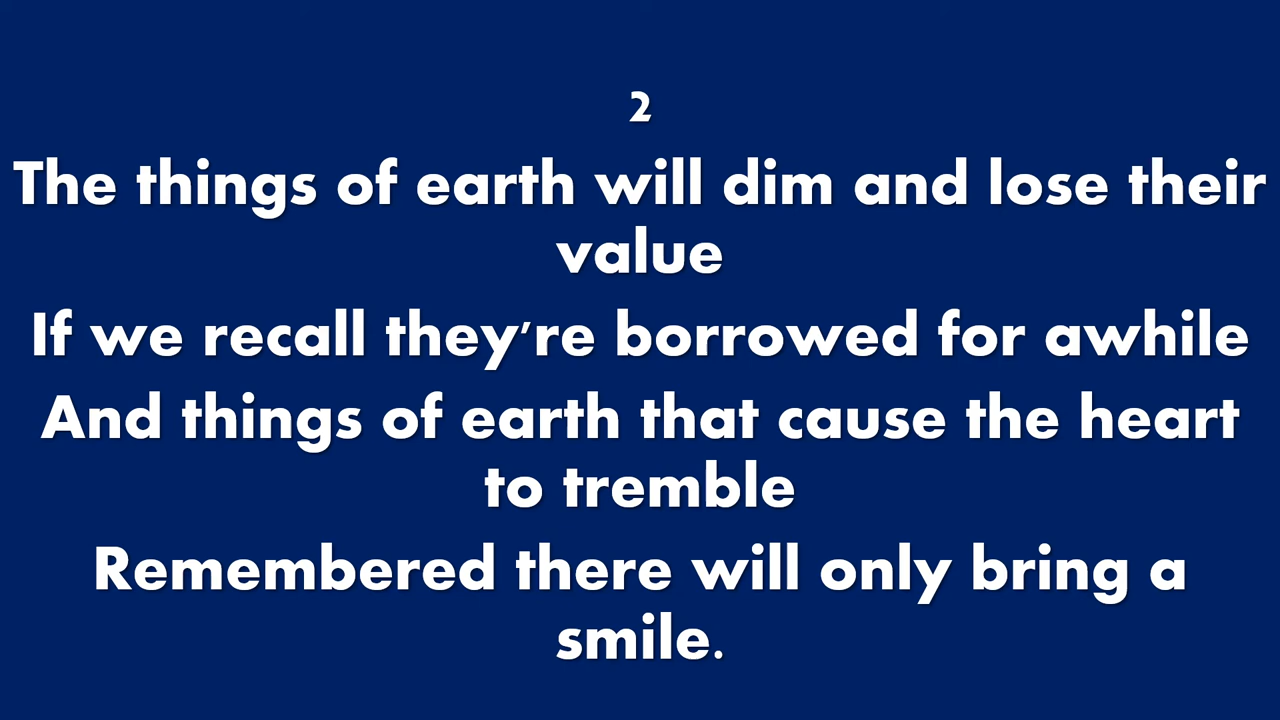 2
The things of earth will dim and lose their
value
If we recall they're borrowed for awhile
And things of earth that cause the heart
to tremble
Remembered there will only bring a
smile.